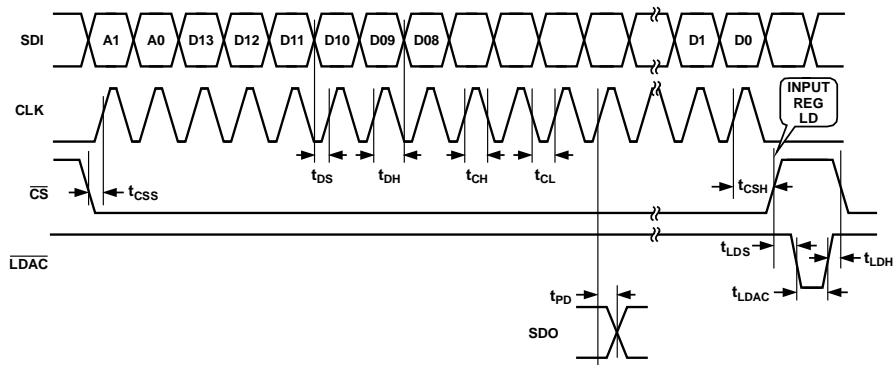 SDI A1 A0 D13 D12 D11 D10 D09 D08 D1 D0
CLK
INPUT
REG
LD
tDS tDH tCH tCL
CS tCSS tCSH
LDAC
tLDS tLDH
tLDAC
tPD
SDO